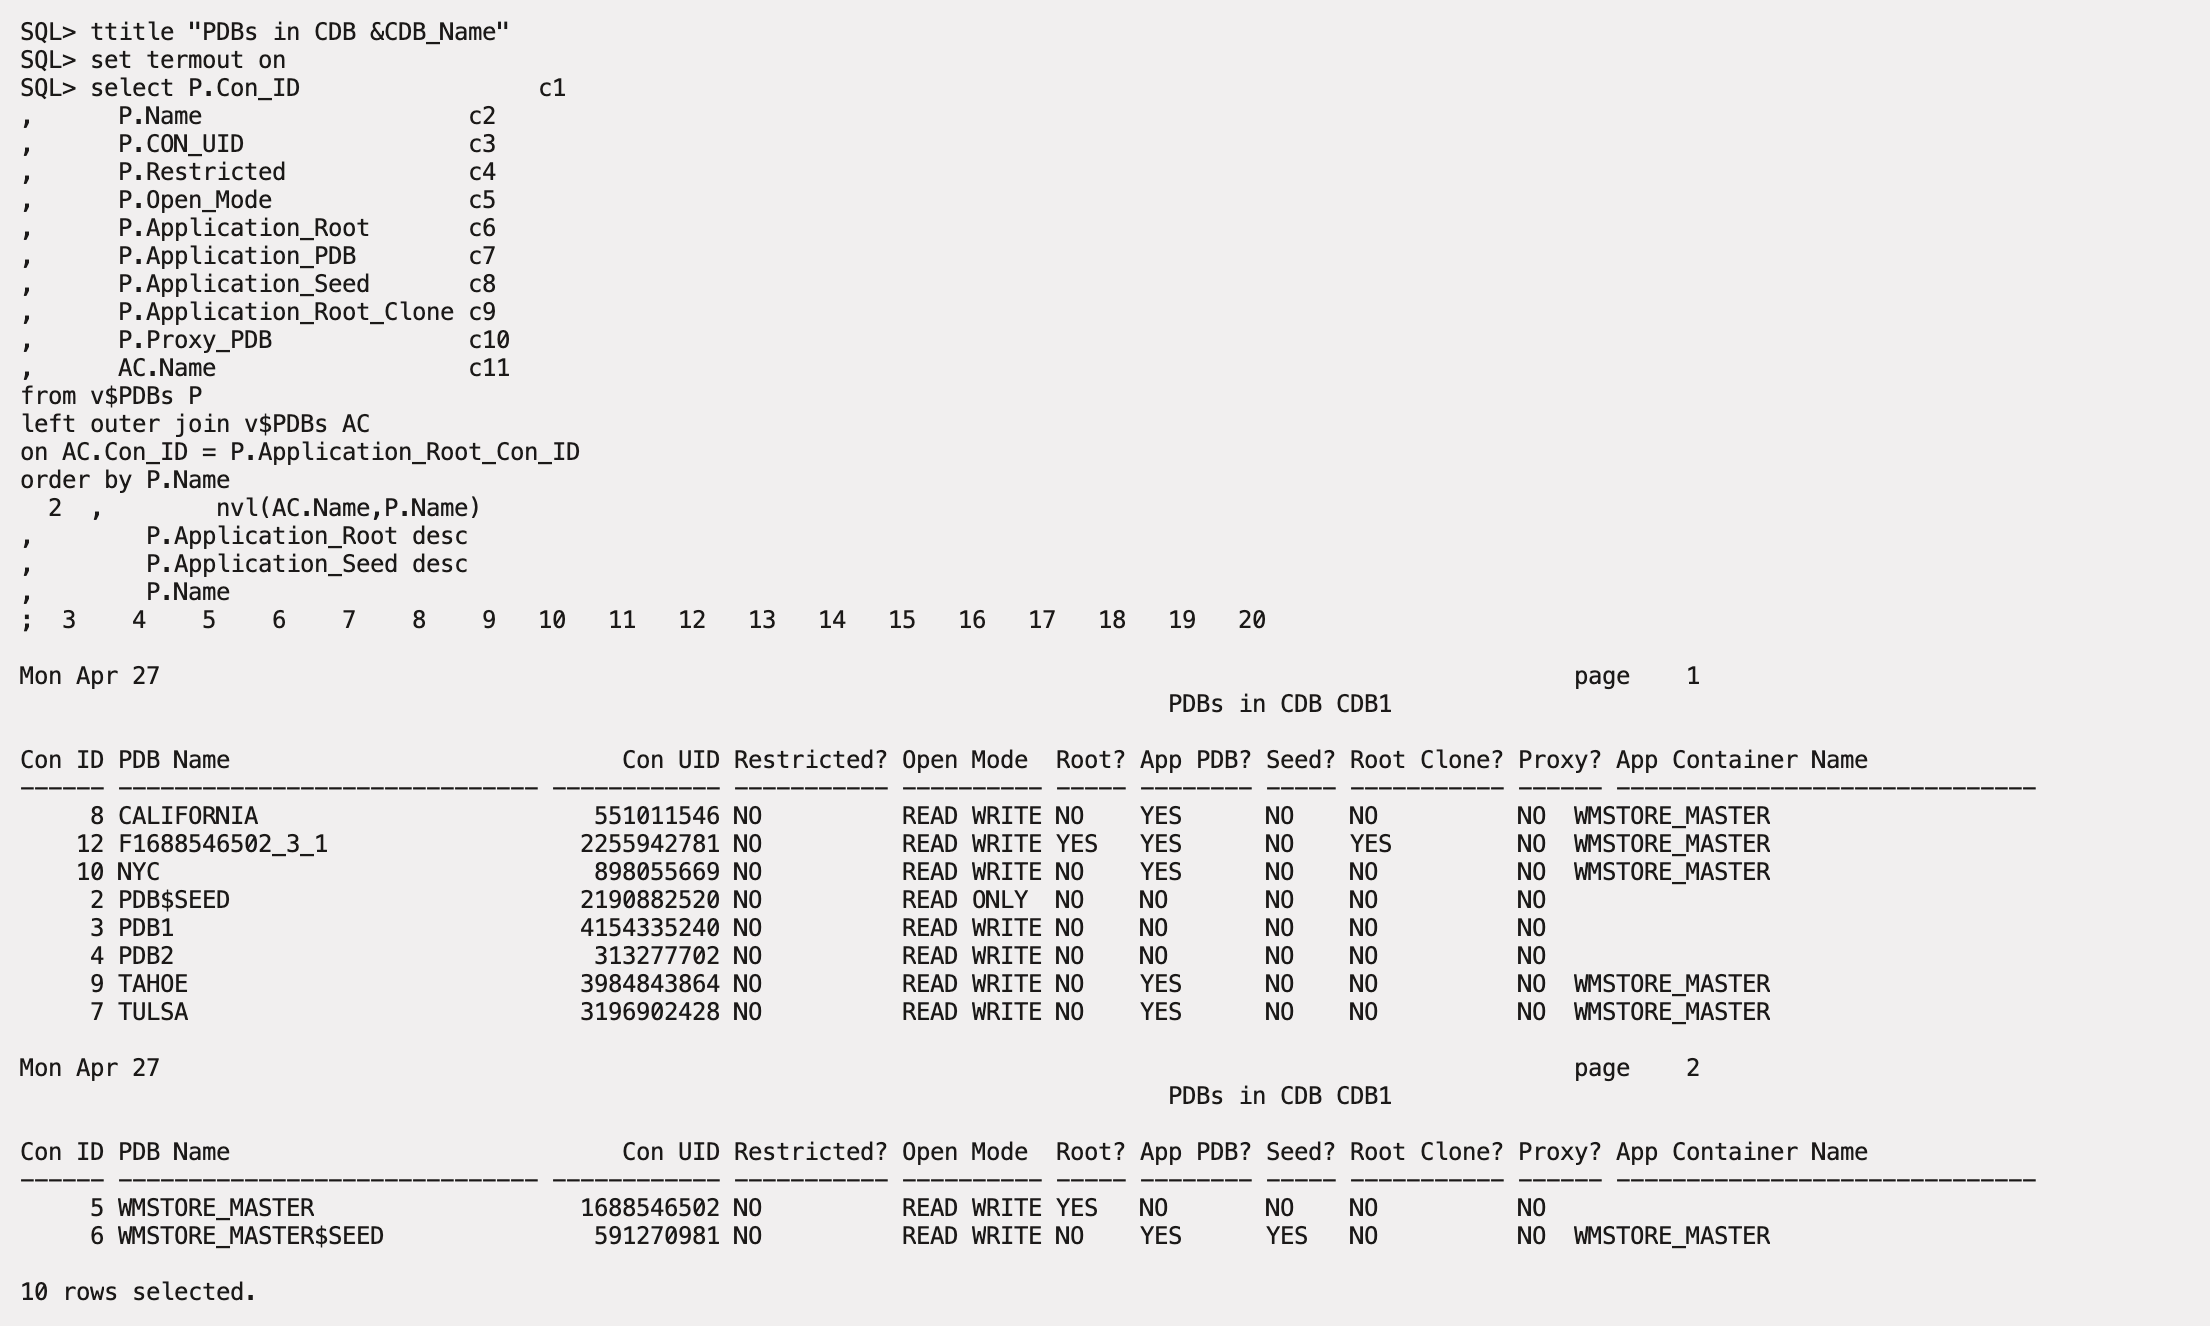 SQL> ttitle "PDBs in CDB &CDB_Name"
SQL> set termout on
SQL> select P.Con_ID                 c1
,      P.Name                   c2
,      P.CON_UID                c3
,      P.Restricted             c4
,      P.Open_Mode              c5
,      P.Application_Root       c6
,      P.Application_PDB        c7
,      P.Application_Seed       c8
,      P.Application_Root_Clone c9
,      P.Proxy_PDB              c10
,      AC.Name                  c11
from v$PDBs P
left outer join v$PDBs AC
on AC.Con_ID = P.Application_Root_Con_ID
order by P.Name
  2  ,        nvl(AC.Name,P.Name)
,        P.Application_Root desc
,        P.Application_Seed desc
,        P.Name
;  3    4    5    6    7    8    9   10   11   12   13   14   15   16   17   18   19   20
Mon Apr 27                                                                                                     page    1
                                                                                  PDBs in CDB CDB1
Con ID PDB Name                            Con UID Restricted? Open Mode  Root? App PDB? Seed? Root Clone? Proxy? App Container Name
------ ------------------------------ ------------ ----------- ---------- ----- -------- ----- ----------- ------ ------------------------------
     8 CALIFORNIA                        551011546 NO          READ WRITE NO    YES      NO    NO          NO  WMSTORE_MASTER
    12 F1688546502_3_1                  2255942781 NO          READ WRITE YES   YES      NO    YES         NO  WMSTORE_MASTER
    10 NYC                               898055669 NO          READ WRITE NO    YES      NO    NO          NO  WMSTORE_MASTER
     2 PDB$SEED                         2190882520 NO          READ ONLY  NO    NO       NO    NO          NO
     3 PDB1                             4154335240 NO          READ WRITE NO    NO       NO    NO          NO
     4 PDB2                              313277702 NO          READ WRITE NO    NO       NO    NO          NO
     9 TAHOE                            3984843864 NO          READ WRITE NO    YES      NO    NO          NO  WMSTORE_MASTER
     7 TULSA                            3196902428 NO          READ WRITE NO    YES      NO    NO          NO  WMSTORE_MASTER
Mon Apr 27                                                                                                     page    2
                                                                                  PDBs in CDB CDB1
Con ID PDB Name                            Con UID Restricted? Open Mode  Root? App PDB? Seed? Root Clone? Proxy? App Container Name
------ ------------------------------ ------------ ----------- ---------- ----- -------- ----- ----------- ------ ------------------------------
     5 WMSTORE_MASTER                   1688546502 NO          READ WRITE YES   NO       NO    NO          NO
     6 WMSTORE_MASTER$SEED               591270981 NO          READ WRITE NO    YES      YES   NO          NO  WMSTORE_MASTER
10 rows selected.